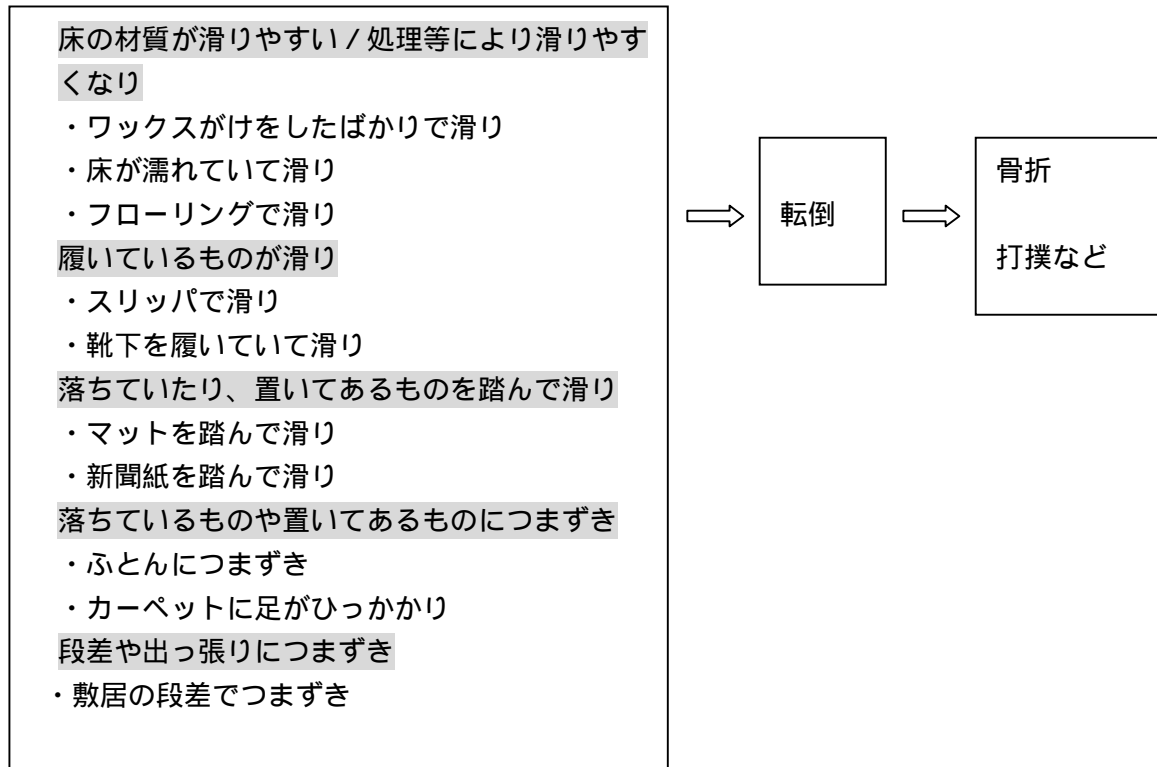 床の材質が滑りやすい / 処理等により滑りやす
くなり
・ワックスがけをしたばかりで滑り
・床が濡れていて滑り
・フローリングで滑り
履いているものが滑り
・スリッパで滑り
・靴下を履いていて滑り
落ちていたり、置いてあるものを踏んで滑り
・マットを踏んで滑り
・新聞紙を踏んで滑り
落ちているものや置いてあるものにつまずき
・ふとんにつまずき
・カーペットに足がひっかかり
段差や出っ張りにつまずき
・敷居の段差でつまずき
転倒
骨折
打撲など